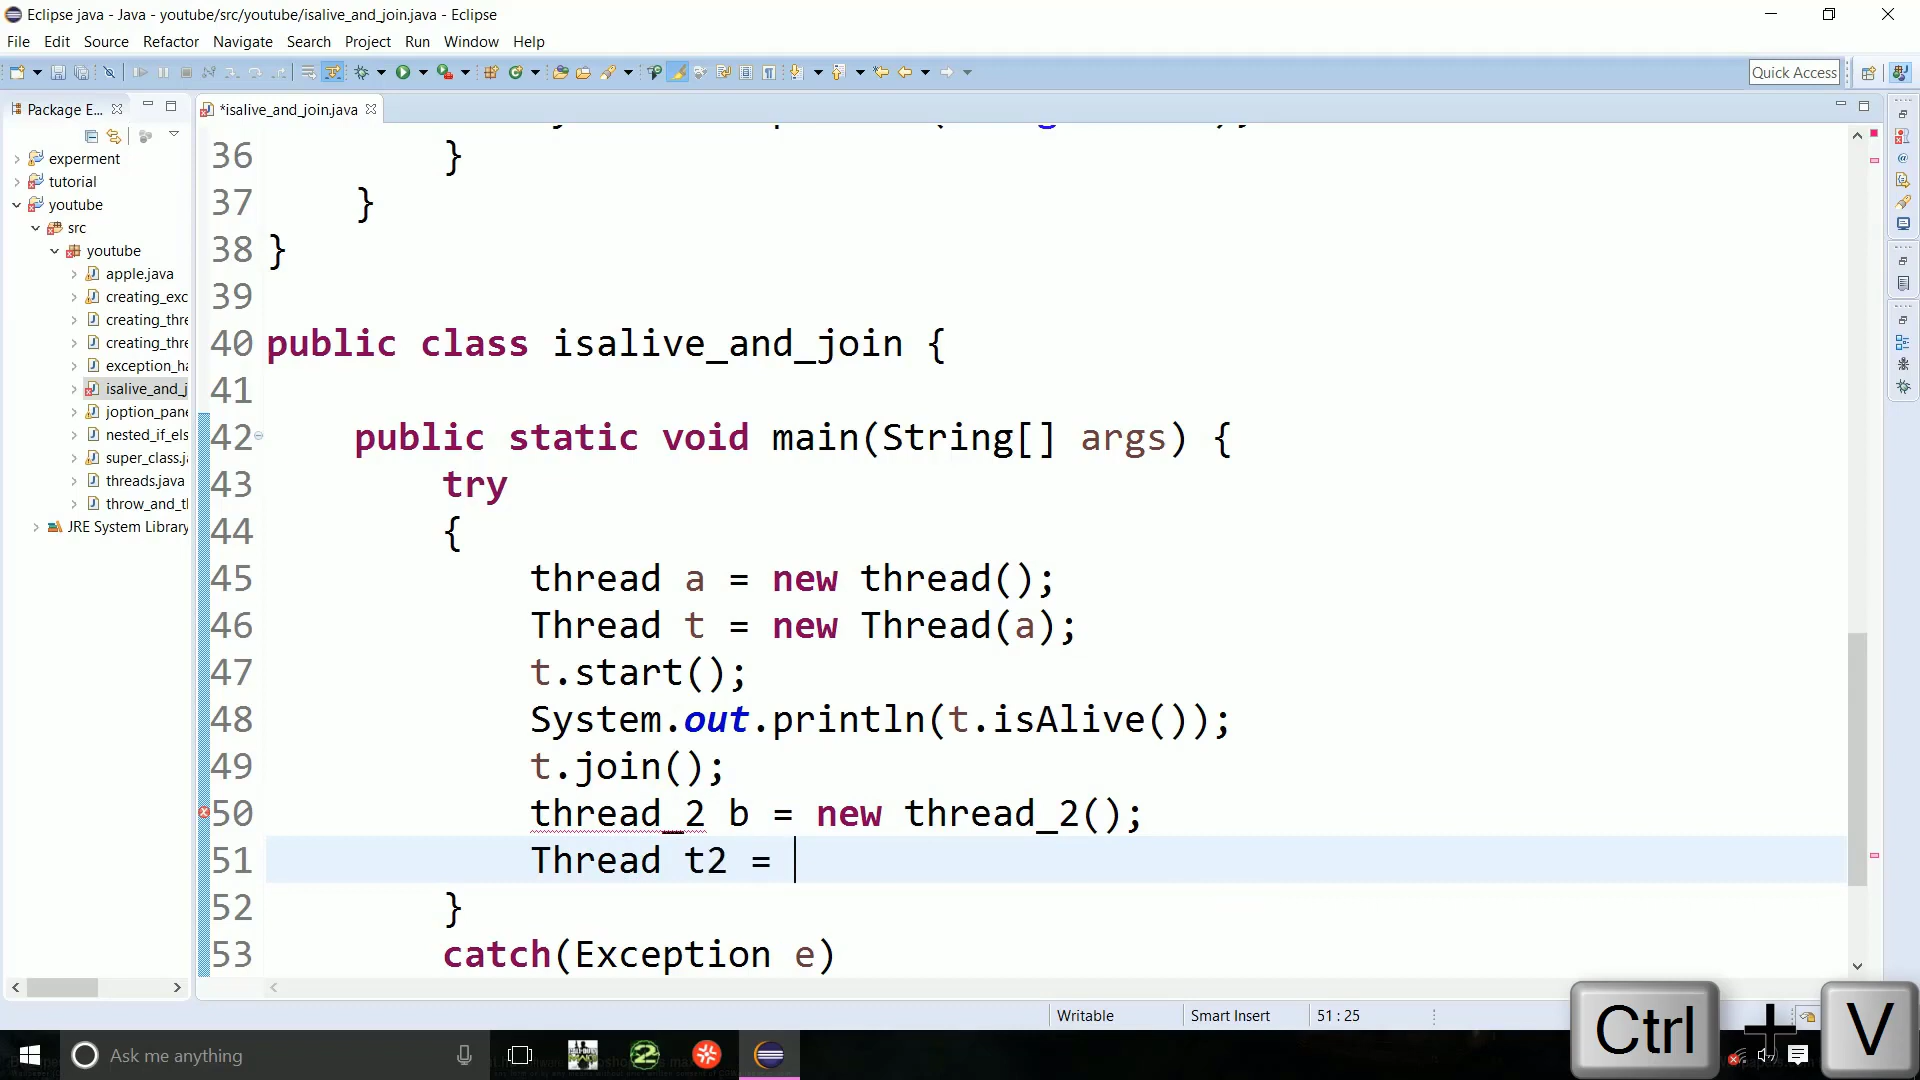 Eclipse java - Java - youtube/src/youtube/isalive_and_join.java - Eclipse
File Edit Source Refactor Navigate Search Project Run Window Help
Quick Access
Package E...
*isalive_and_join.java
experment
tutorial
youtube
src
youtube
apple.java
creating_exc
creating_thre
creating_thre
exception_ha
isalive_and_j
joption_pane
nested_if_els
super_class.ja
threads.java
throw_and_th
JRE System Library
36 }
37 }
38 }
39
40 public class isalive_and_join {
41
42 public static void main(String[] args) {
43 try
44 {
45 thread a = new thread();
46 Thread t = new Thread(a);
47 t.start();
48 System.out.println(t.isAlive());
49 t.join();
50 thread_2 b = new thread_2();
51 Thread t2 =
52 }
53 catch(Exception e)
Writable Smart Insert 51 : 25
Ctrl + V
Ask me anything